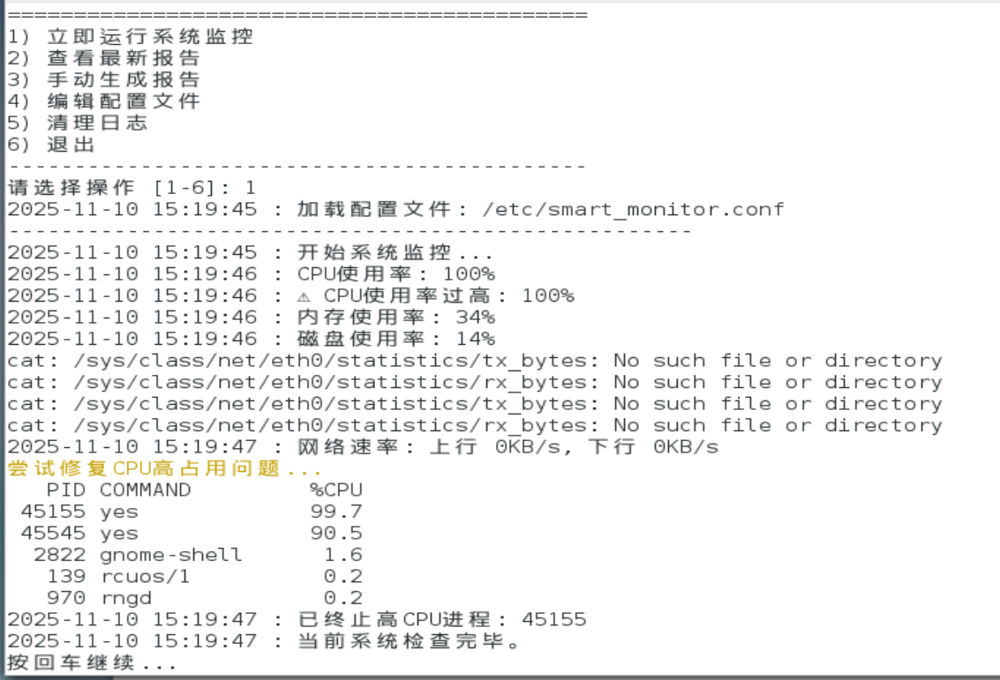 ============================================
1) 立即运行系统监控
2) 查看最新报告
3) 手动生成报告
4) 编辑配置文件
5) 清理日志
6) 退出
--------------------------------------------
请选择操作 [1-6]: 1
2025-11-10 15:19:45 : 加载配置文件: /etc/smart_monitor.conf
----------------------------------------------------
2025-11-10 15:19:45 : 开始系统监控...
2025-11-10 15:19:46 : CPU使用率: 100%
2025-11-10 15:19:46 : ⚠ CPU使用率过高: 100%
2025-11-10 15:19:46 : 内存使用率: 34%
2025-11-10 15:19:46 : 磁盘使用率: 14%
cat: /sys/class/net/eth0/statistics/tx_bytes: No such file or directory
cat: /sys/class/net/eth0/statistics/rx_bytes: No such file or directory
cat: /sys/class/net/eth0/statistics/tx_bytes: No such file or directory
cat: /sys/class/net/eth0/statistics/rx_bytes: No such file or directory
2025-11-10 15:19:47 : 网络速率: 上行 0KB/s, 下行 0KB/s
尝试修复CPU高占用问题...
PID COMMAND %CPU
45155 yes 99.7
45545 yes 90.5
2822 gnome-shell 1.6
139 rcuos/1 0.2
970 rngd 0.2
2025-11-10 15:19:47 : 已终止高CPU进程: 45155
2025-11-10 15:19:47 : 当前系统检查完毕。
按回车继续...